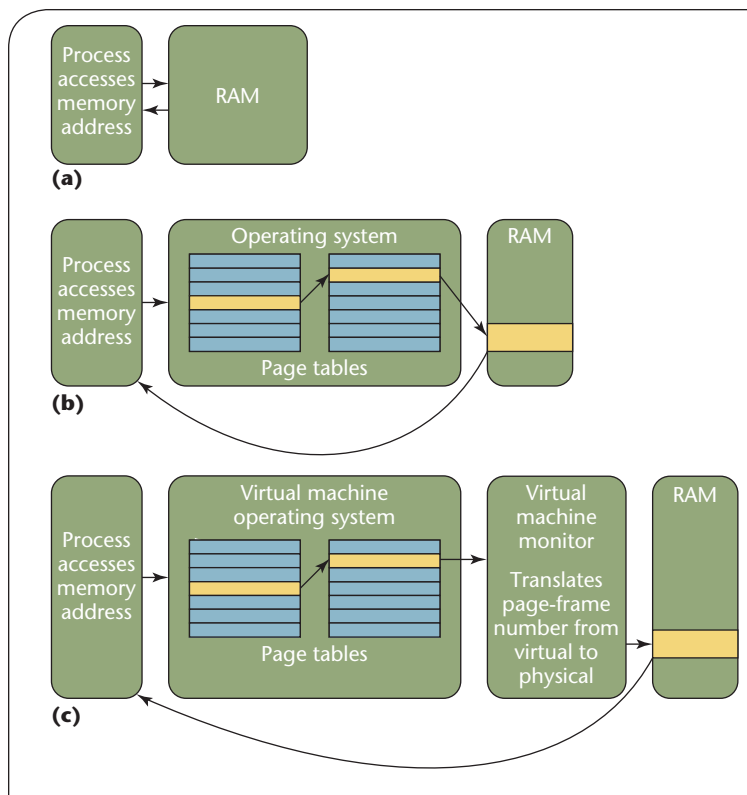 Process
accesses
memory
address
RAM
(a)
Process
accesses
memory
address
Operating system
Page tables
RAM
(b)
Process
accesses
memory
address
Virtual machine
operating system
Page tables
Virtual
machine
monitor
Translates
page-frame
number from
virtual to
physical
RAM
(c)